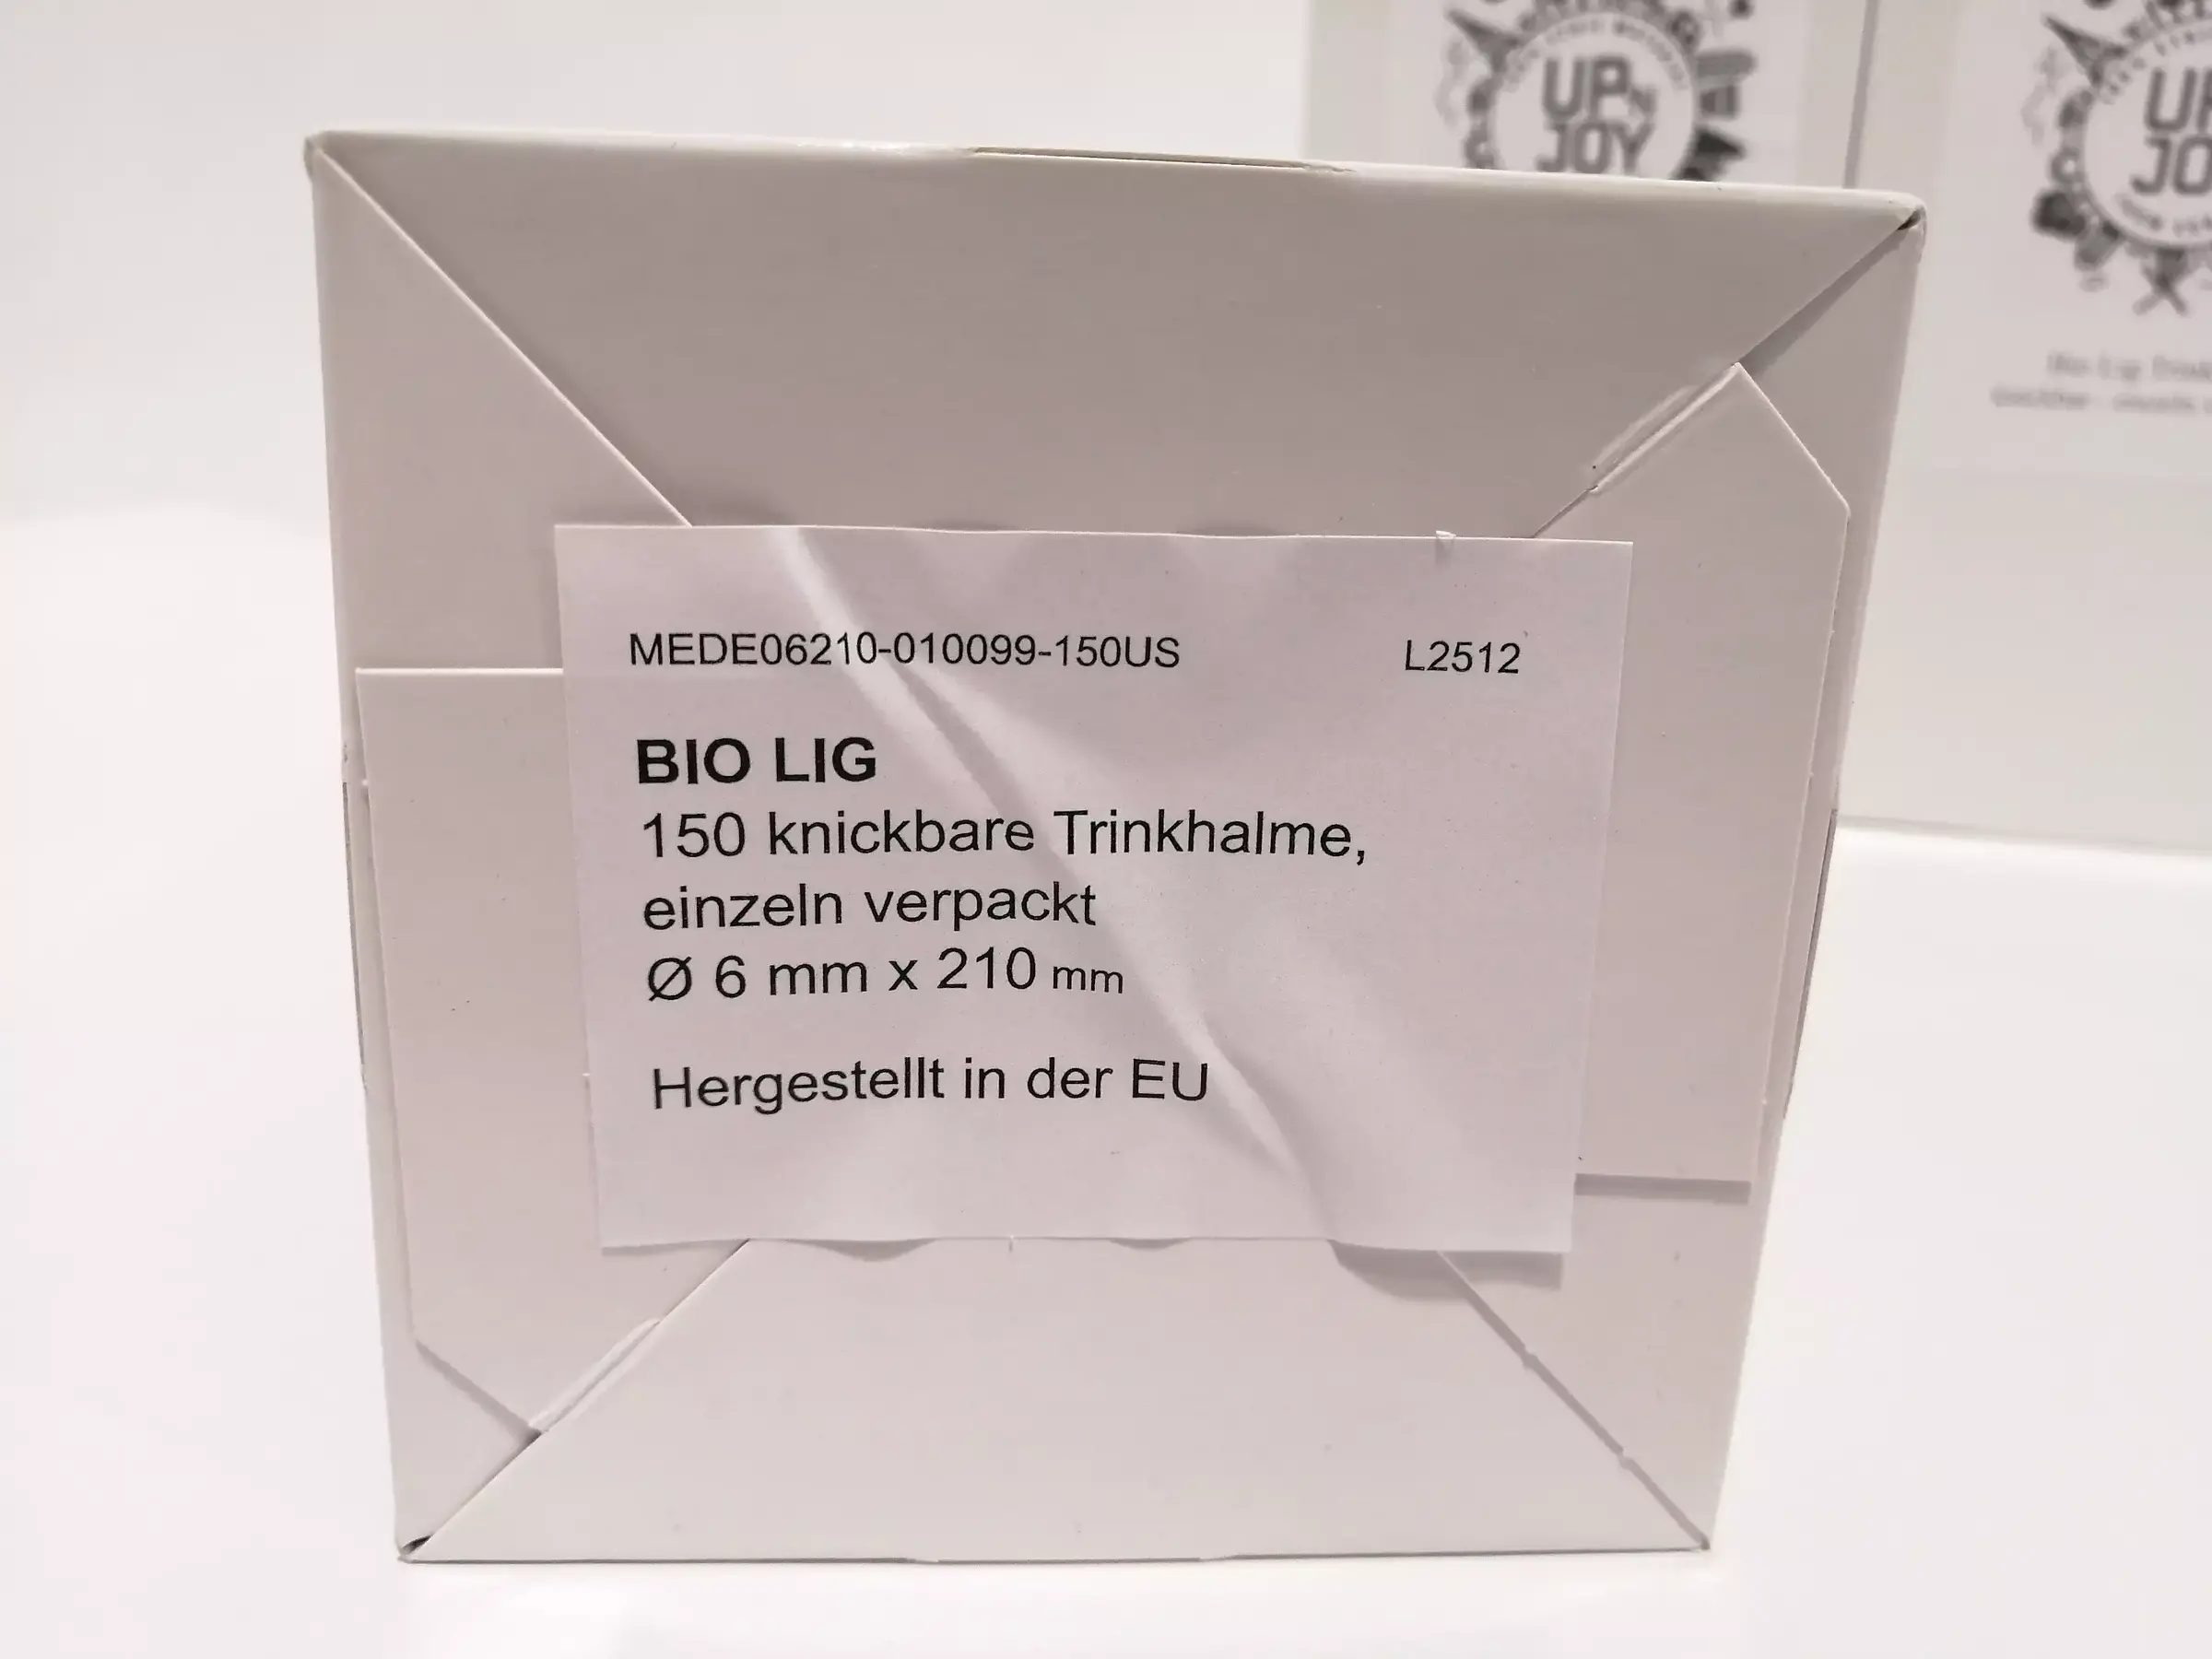 UP'N
JOY
UP
JO
MEDE06210-010099-150US L2512
BIO LIG
150 knickbare Trinkhalme,
einzeln verpackt
Ø 6 mm x 210 mm
Hergestellt in der EU